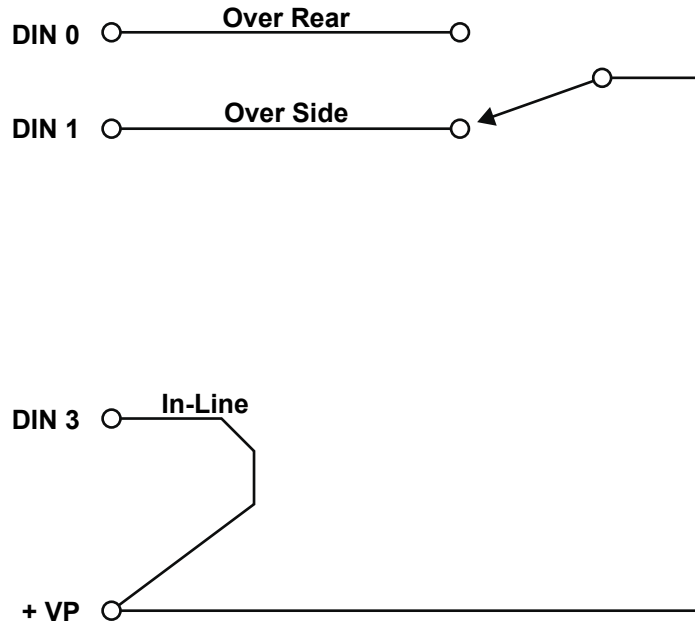 DIN 0
Over Rear
DIN 1
Over Side
DIN 3
In-Line
+ VP